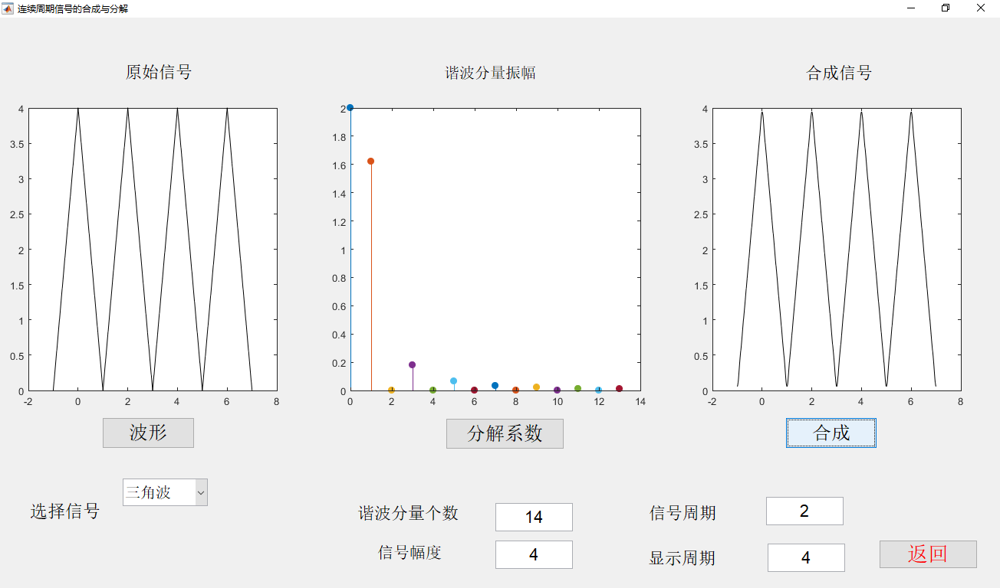 连续周期信号的合成与分解
原始信号
谐波分量振幅
合成信号
4
3.5
3
2.5
2
1.5
1
0.5
0
-2 0 2 4 6 8
2
1.8
1.6
1.4
1.2
1
0.8
0.6
0.4
0.2
0
0 2 4 6 8 10 12 14
4
3.5
3
2.5
2
1.5
1
0.5
0
-2 0 2 4 6 8
波形
分解系数
合成
选择信号
三角波
谐波分量个数 14
信号周期 2
信号幅度 4
显示周期 4
返回